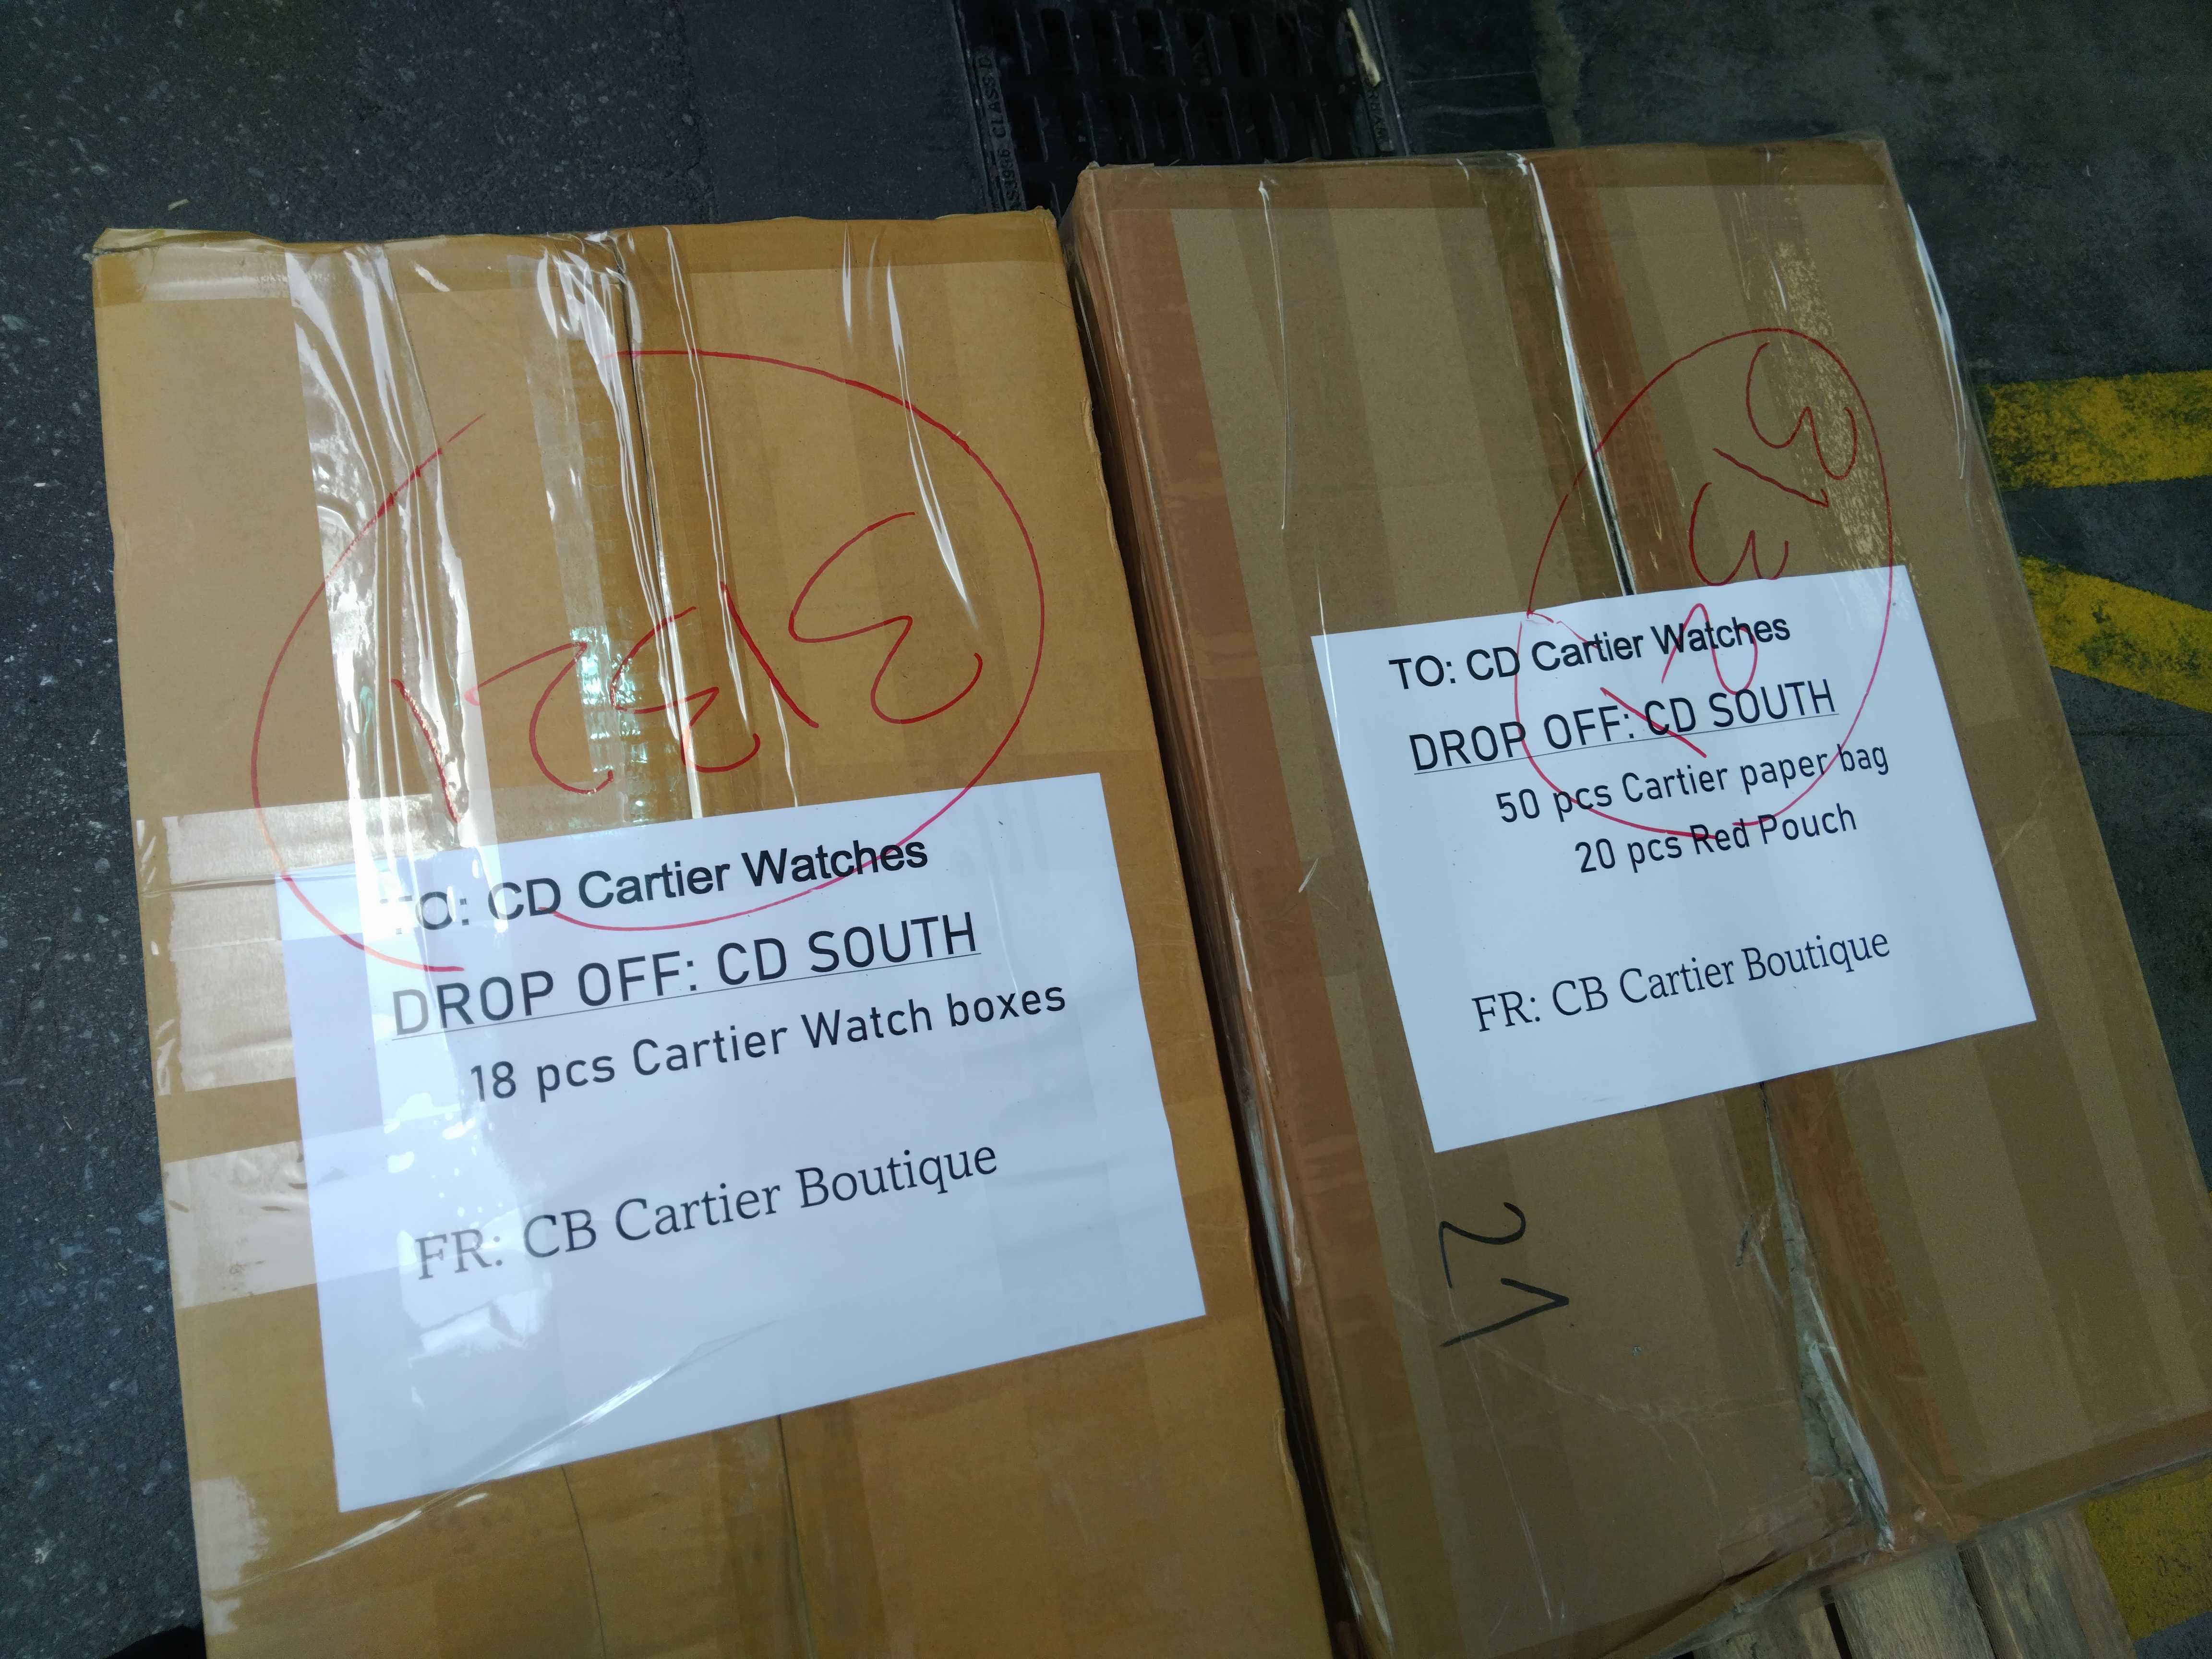 TO: CD Cartier Watches
DROP OFF: CD SOUTH
18 pcs Cartier Watch boxes
FR: CB Cartier Boutique
TO: CD Cartier Watches
DROP OFF: CD SOUTH
50 pcs Cartier paper bag
20 pcs Red Pouch
FR: CB Cartier Boutique